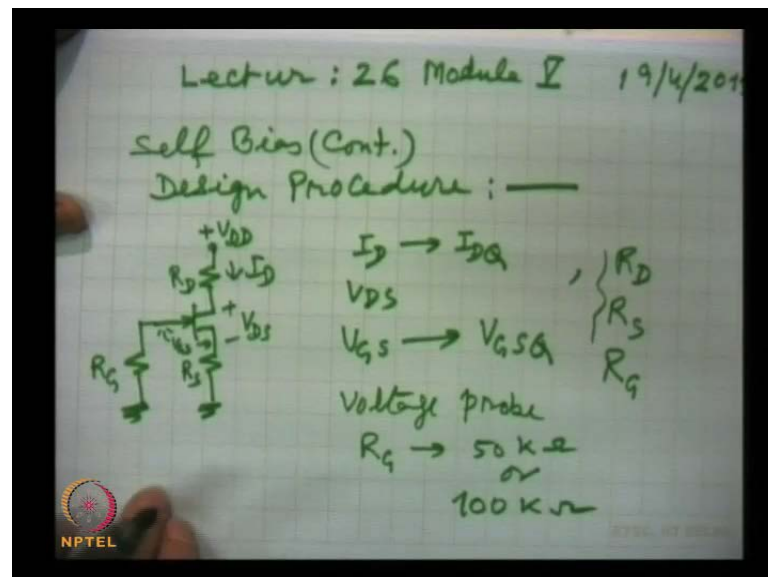 Lectur : 26 Module V 19/4/201
Self Bias (Cont.)
Design Procedure : —
+VDD
RD ↓ ID
+
VDS
-
RG
RS
ID → IDQ , RD
VDS RS
VGS → VGSQ RG
Voltage probe
RG → 50 KΩ
or
100 KΩ
NPTEL